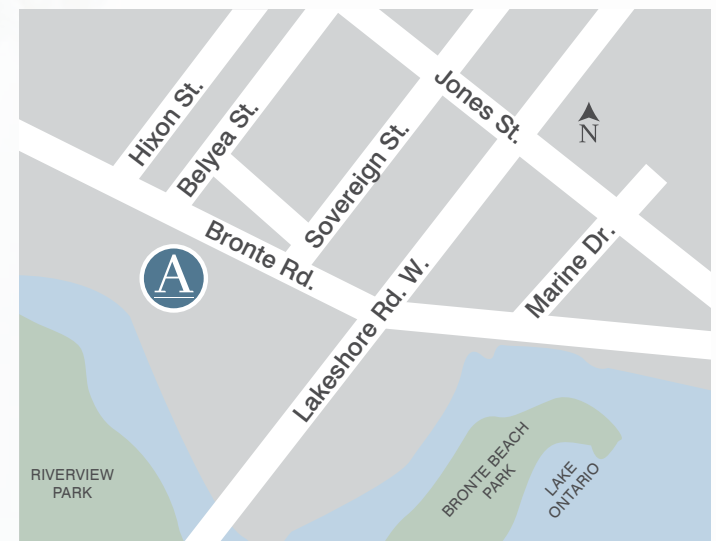 Hixon St.
Belyea St.
Jones St.
N
Sovereign St.
Bronte Rd.
A
Marine Dr.
Lakeshore Rd. W.
RIVERVIEW
PARK
BRONTE BEACH
PARK
LAKE
ONTARIO